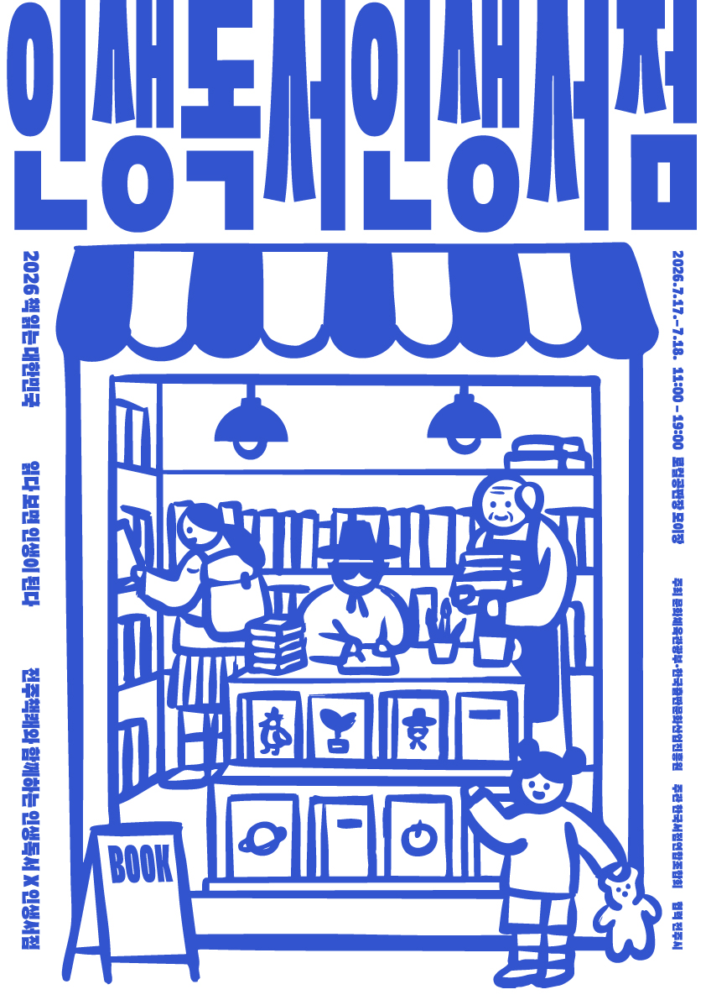 인생독서인생서점
2026 책 읽는 대한민국
읽다 보면 인생이 된다
전주책쾌와 함께하는 인생독서 X 인생서점
2026.7.17.–7.18. 11:00 – 19:00 문십광장 모이장
주최 문화체육관광부·한국출판문화산업진흥원
주관 한국서점연합조합회
협력 전주시
BOOK